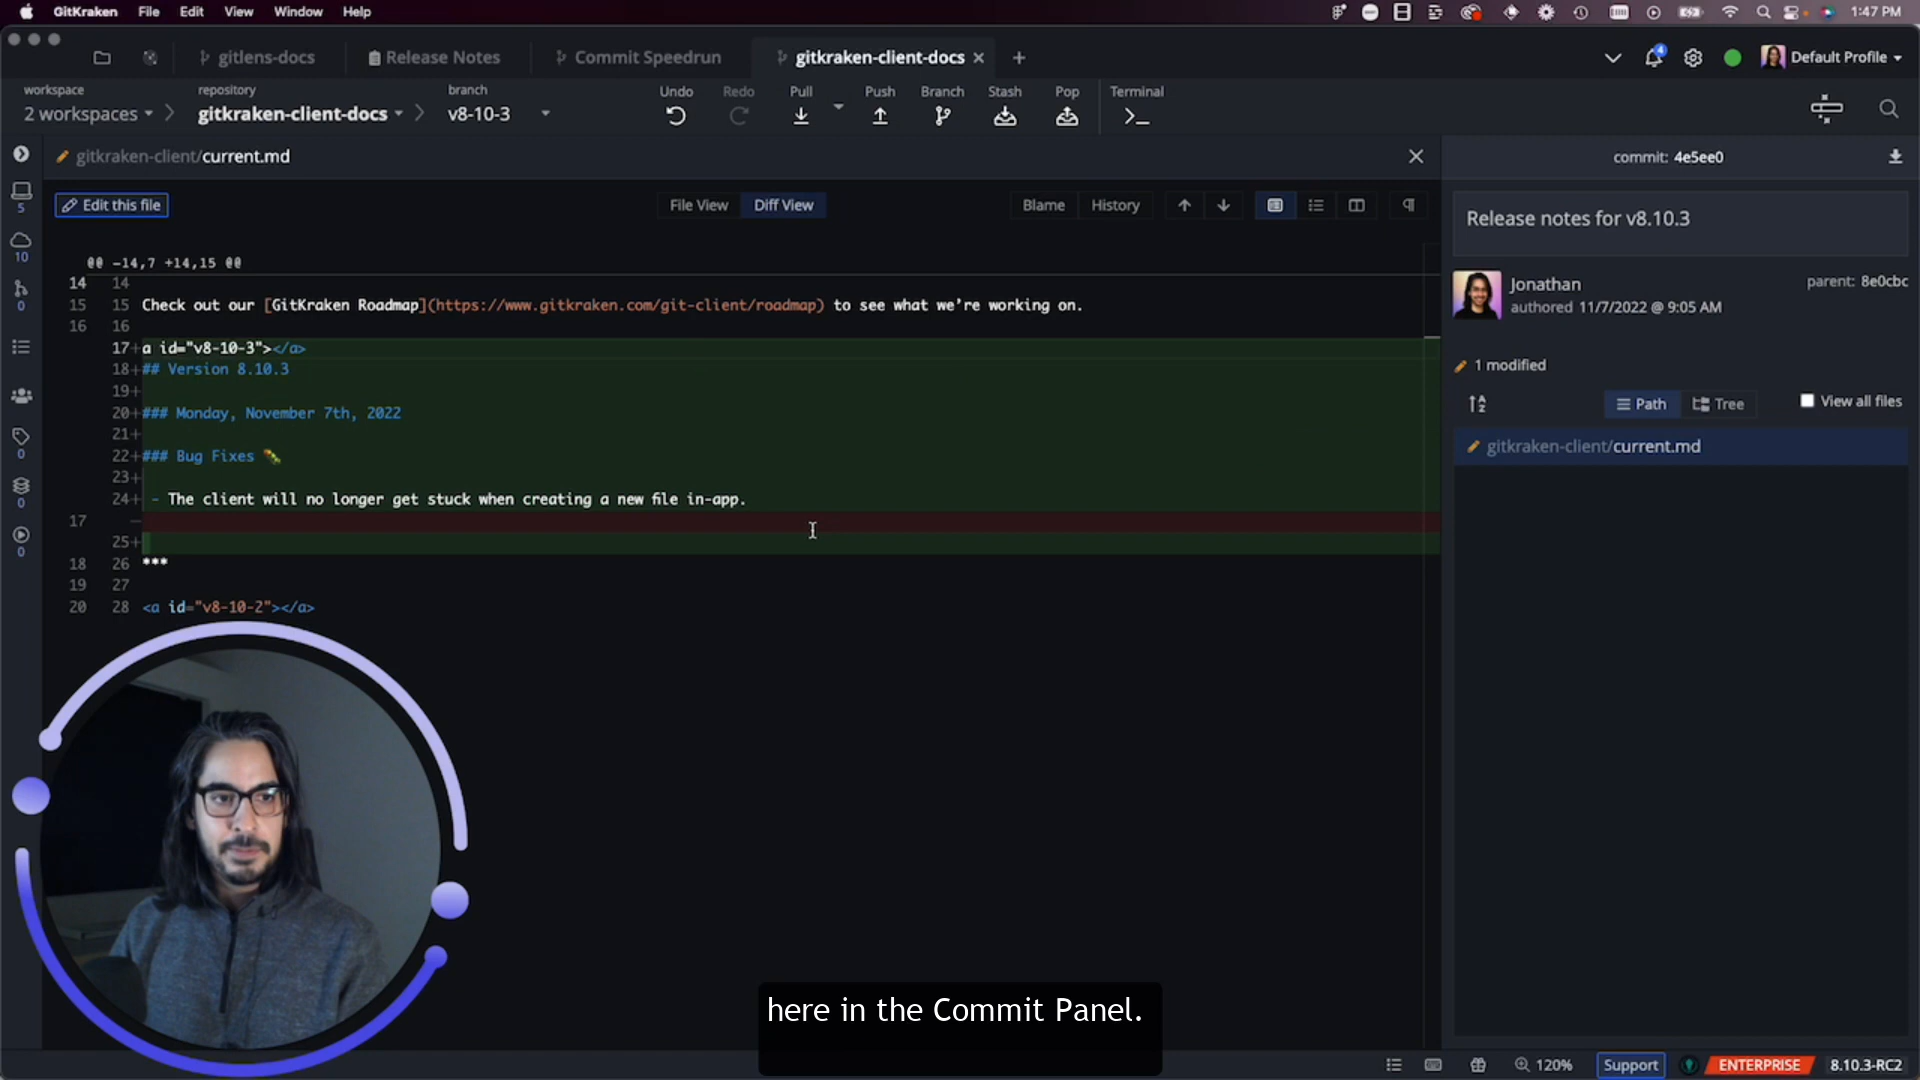 GitKraken File Edit View Window Help 1:47 PM
gitlens-docs Release Notes Commit Speedrun gitkraken-client-docs 4 Default Profile
workspace repository branch
2 workspaces gitkraken-client-docs v8-10-3
Undo Redo Pull Push Branch Stash Pop Terminal
gitkraken-client/current.md
Edit this file File View Diff View Blame History
5
10
0
0
0
0
@@ -14,7 +14,15 @@
14 14
15 15 Check out our [GitKraken Roadmap](https://www.gitkraken.com/git-client/roadmap) to see what we’re working on.
16 16
17+a id="v8-10-3"></a>
18+## Version 8.10.3
19+
20+### Monday, November 7th, 2022
21+
22+### Bug Fixes 🐛
23+
24+ - The client will no longer get stuck when creating a new file in-app.
17 -
25+
18 26 ***
19 27
20 28 <a id="v8-10-2"></a>
commit: 4e5ee0
Release notes for v8.10.3
Jonathan parent: 8e0cbc
authored 11/7/2022 @ 9:05 AM
1 modified
Path Tree View all files
gitkraken-client/current.md
here in the Commit Panel.
120% Support ENTERPRISE 8.10.3-RC2